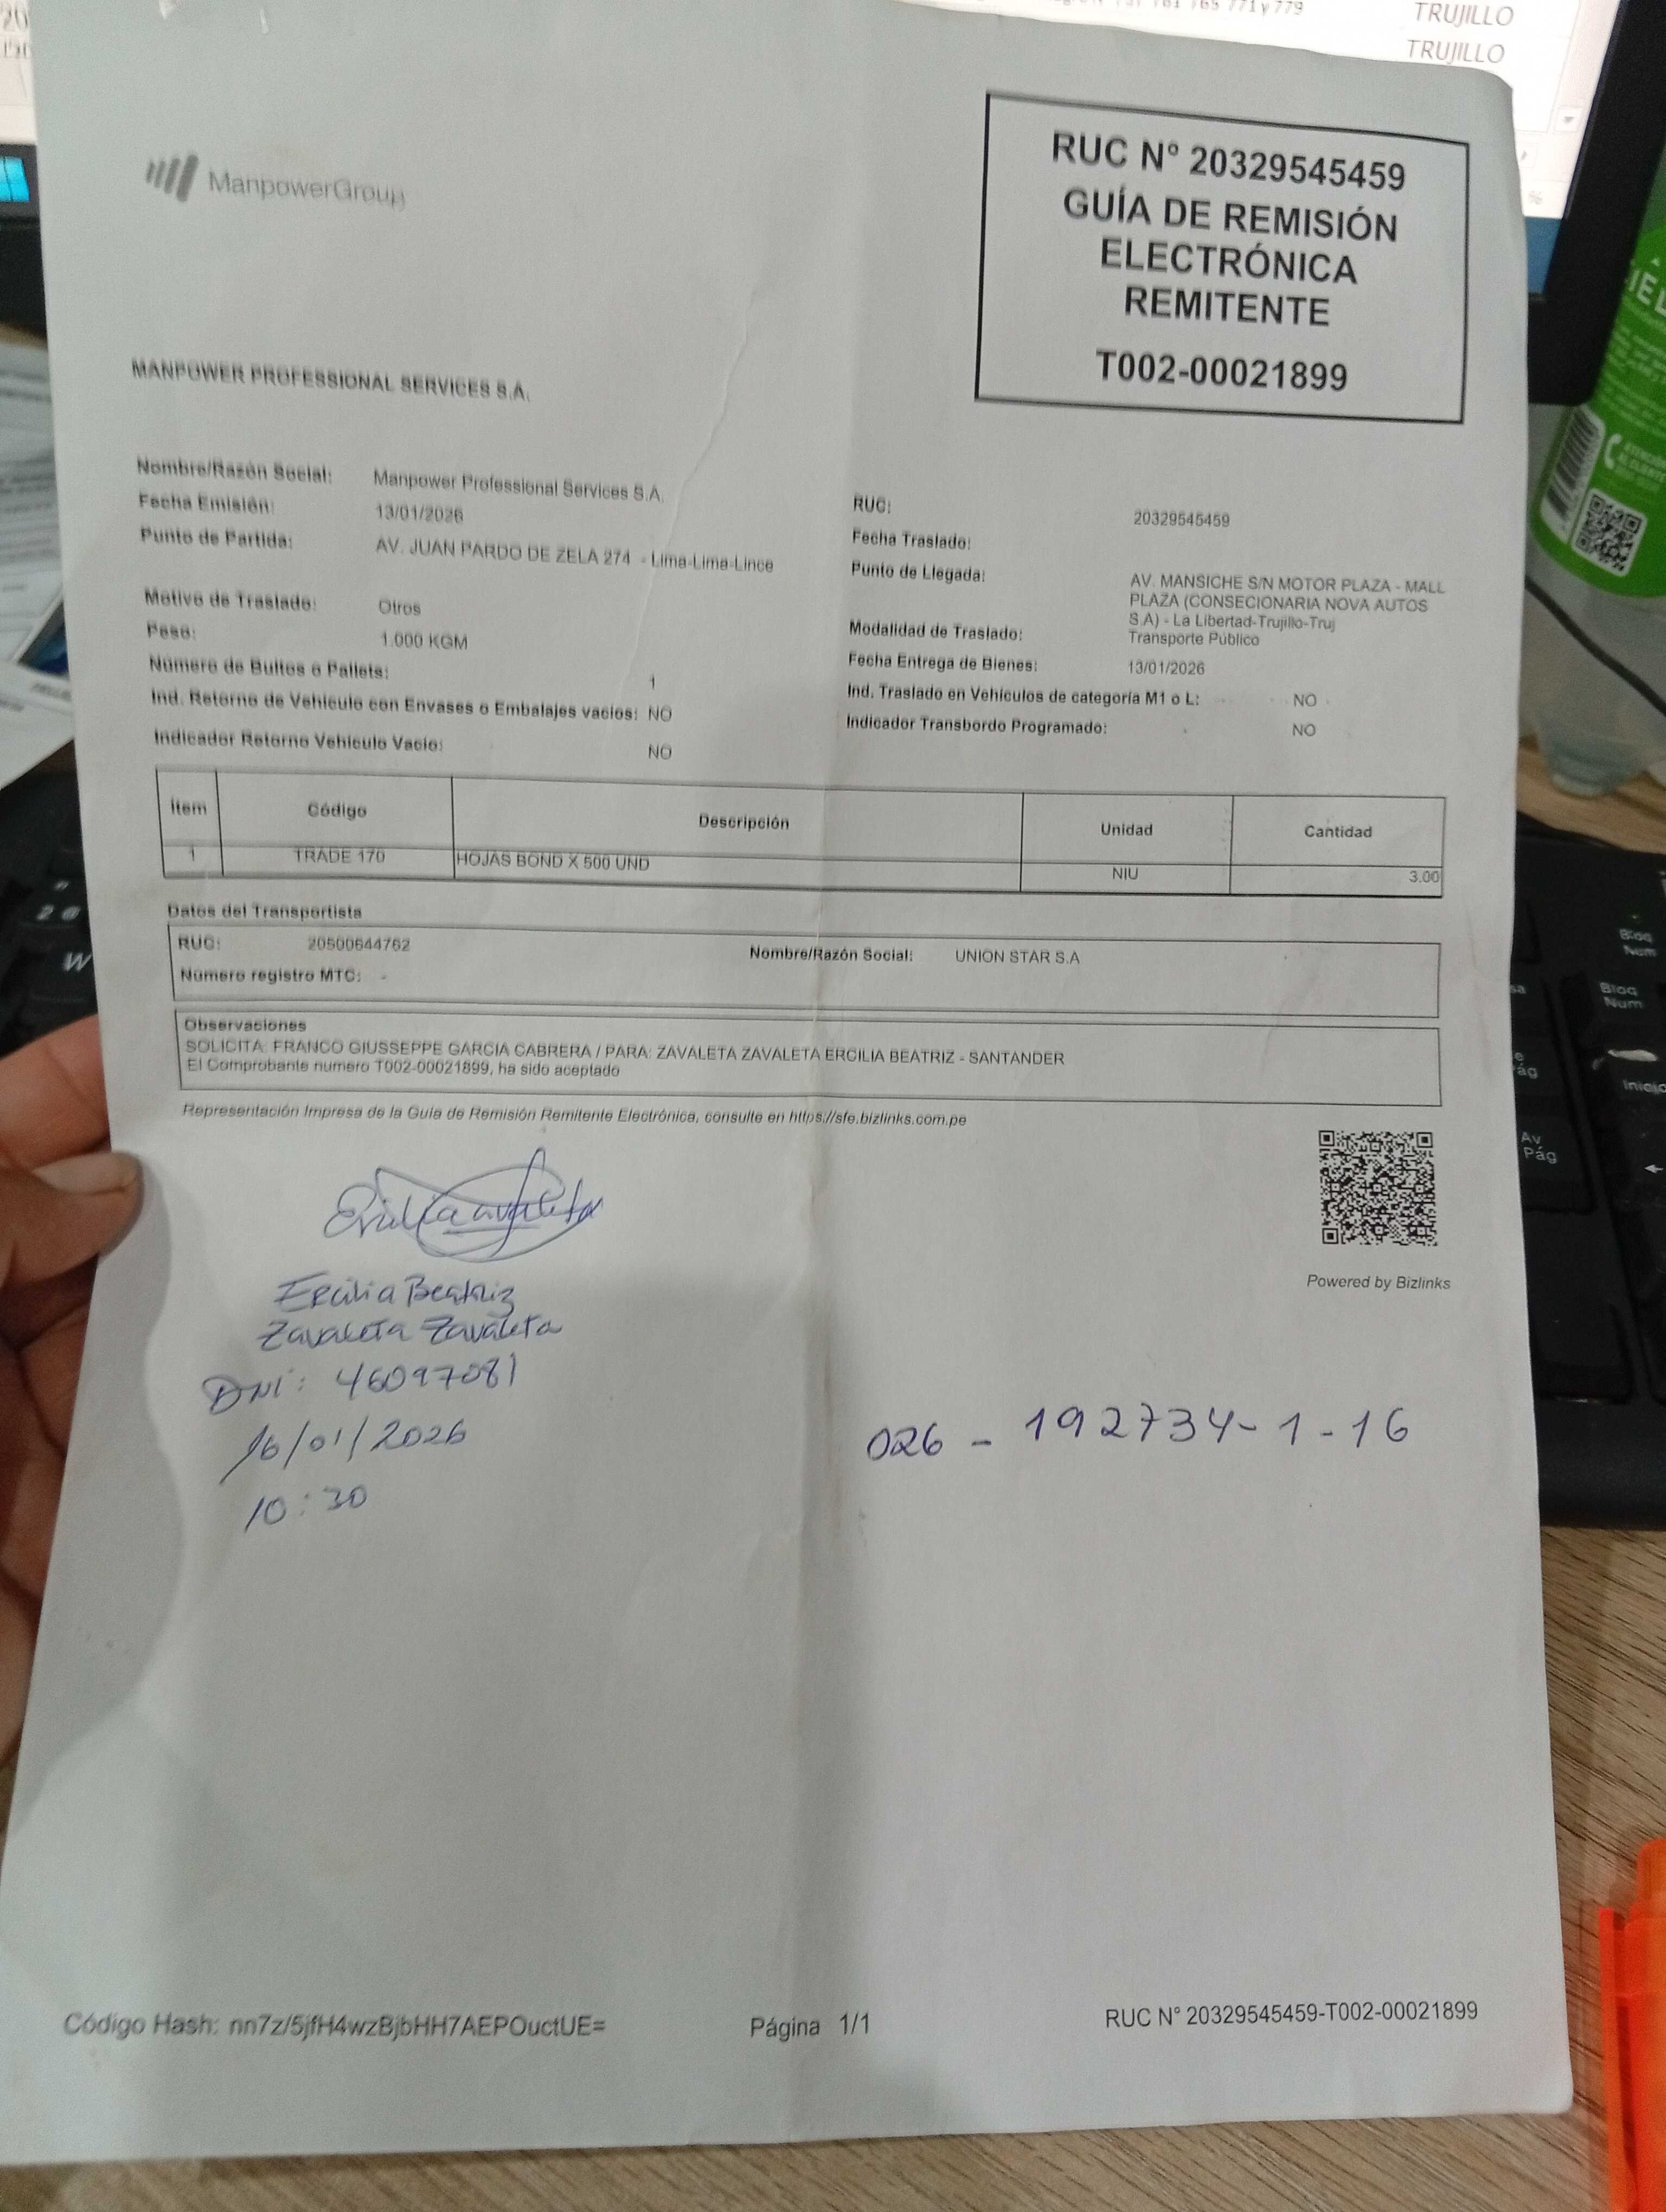 TRUJILLO
TRUJILLO
ManpowerGroup
RUC Nº 20329545459
GUÍA DE REMISIÓN
ELECTRÓNICA
REMITENTE
T002-00021899
MANPOWER PROFESSIONAL SERVICES S.A.
Nombre/Razón Social: Manpower Professional Services S.A.
RUC: 20329545459
Fecha Emisión: 13/01/2026
Fecha Traslado:
Punto de Partida: AV. JUAN PARDO DE ZELA 274 - Lima-Lima-Lince
Punto de Llegada: AV. MANSICHE S/N MOTOR PLAZA - MALL
PLAZA (CONSECIONARIA NOVA AUTOS
S.A) - La Libertad-Trujillo-Truj
Motivo de Traslado: Otros
Modalidad de Traslado: Transporte Público
Peso: 1.000 KGM
Fecha Entrega de Bienes: 13/01/2026
Número de Bultos o Pallets: 1
Ind. Traslado en Vehículos de categoría M1 o L: NO
Ind. Retorno de Vehículo con Envases o Embalajes vacíos: NO
Indicador Transbordo Programado: NO
Indicador Retorno Vehículo Vacío: NO
Ítem Código Descripción Unidad Cantidad
1 TRADE 170 HOJAS BOND X 500 UND NIU 3.00
Datos del Transportista
RUC: 20500644762 Nombre/Razón Social: UNION STAR S.A
Número registro MTC: -
Observaciones
SOLICITA: FRANCO GIUSSEPPE GARCIA CABRERA / PARA: ZAVALETA ZAVALETA ERCILIA BEATRIZ - SANTANDER
El Comprobante numero T002-00021899, ha sido aceptado
Representación Impresa de la Guía de Remisión Remitente Electrónica, consulte en https://sfe.bizlinks.com.pe
Powered by Bizlinks
Ercilia Beatriz
Zavaleta Zavaleta
DNI: 46097081
16/01/2026
10:30
026 - 192734-1-16
Código Hash: nn7z/5jfH4wzBjbHH7AEPOuctUE=
Página 1/1
RUC N° 20329545459-T002-00021899